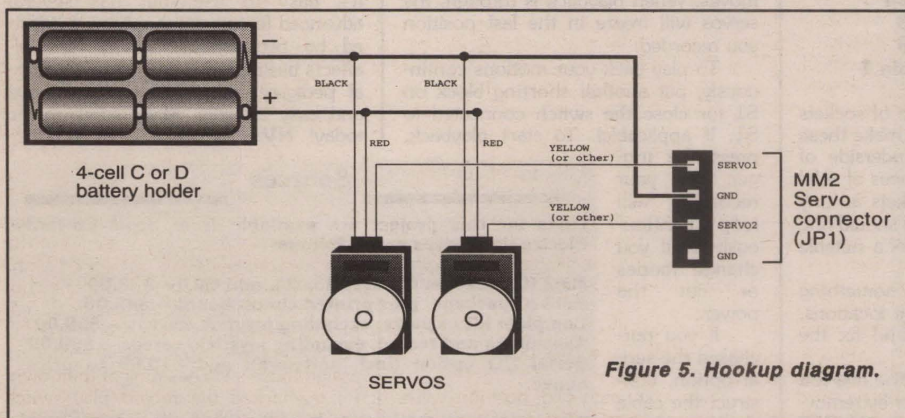 BLACK
BLACK
+
RED
RED
4-cell C or D
battery holder
YELLOW
(or other)
YELLOW
(or other)
SERVO1
GND
SERVO2
GND
MM2
Servo
connector
(JP1)
SERVOS
Figure 5. Hookup diagram.